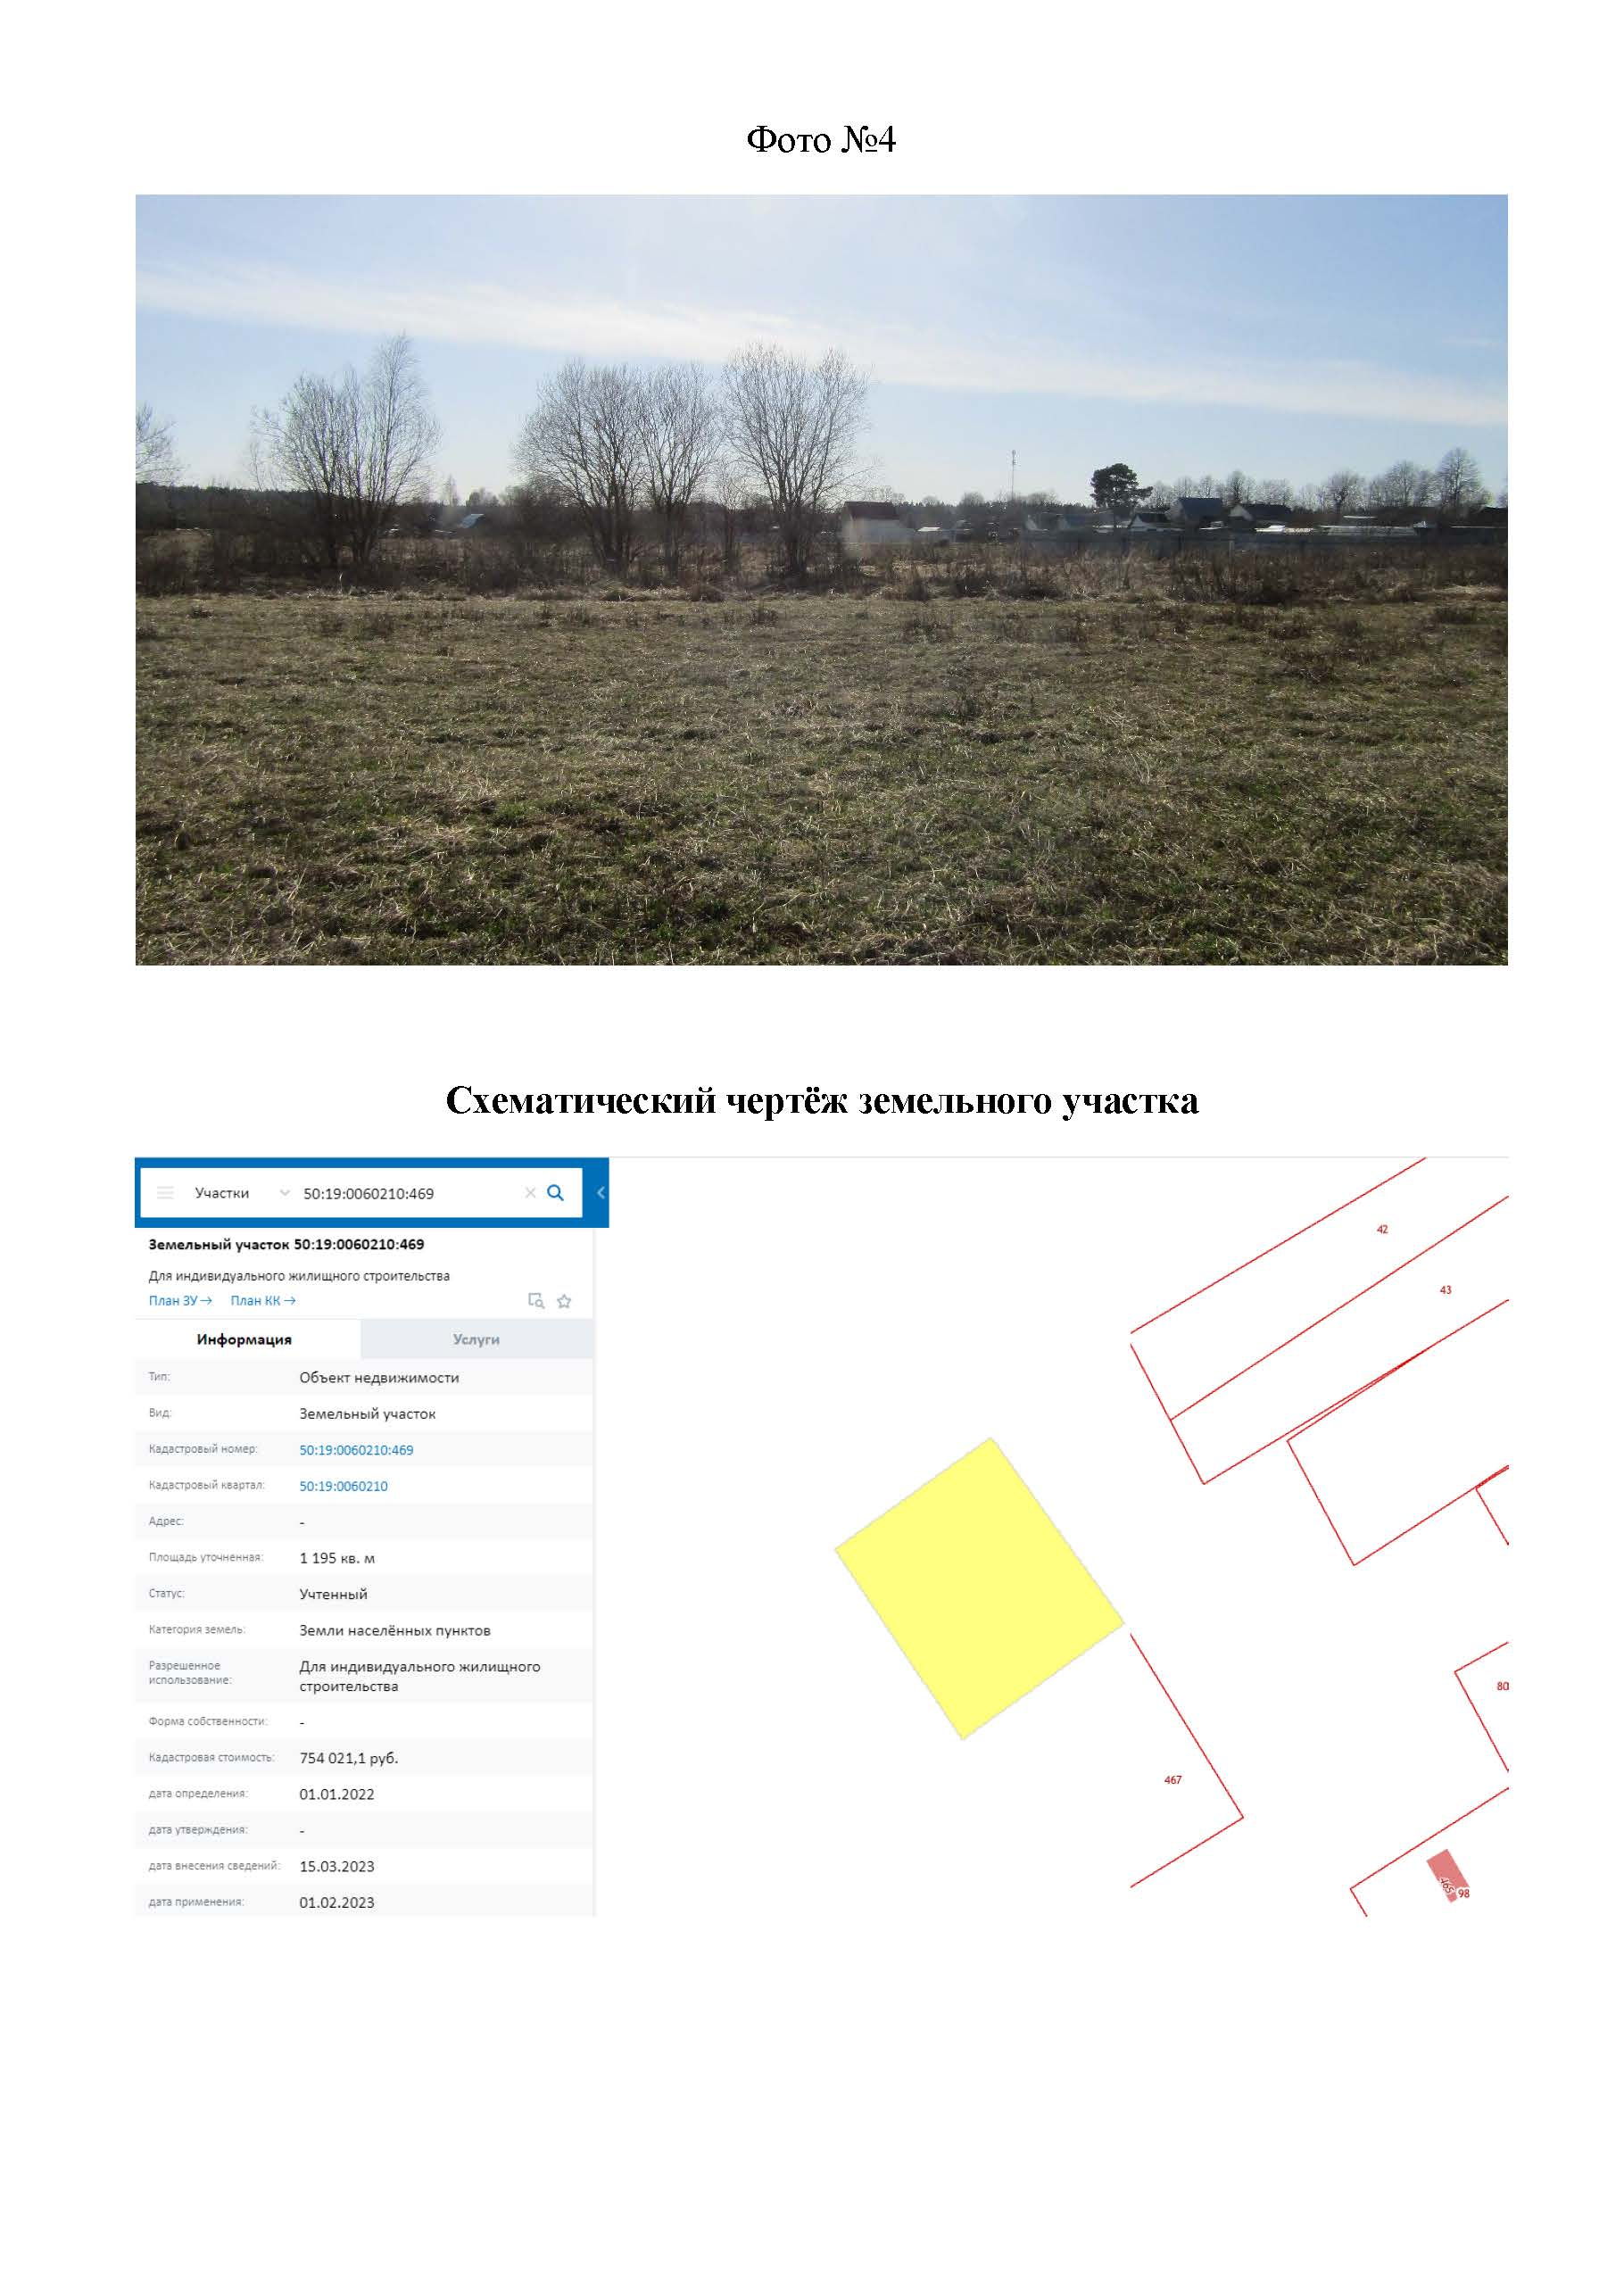 Фото №4
Схематический чертёж земельного участка
Участки 50:19:0060210:469
Земельный участок 50:19:0060210:469
Для индивидуального жилищного строительства
План ЗУ → План КК →
Информация Услуги
Тип: Объект недвижимости
Вид: Земельный участок
Кадастровый номер: 50:19:0060210:469
Кадастровый квартал: 50:19:0060210
Адрес: -
Площадь уточненная: 1 195 кв. м
Статус: Учтенный
Категория земель: Земли населённых пунктов
Разрешенное использование: Для индивидуального жилищного
строительства
Форма собственности: -
Кадастровая стоимость: 754 021,1 руб.
дата определения: 01.01.2022
дата утверждения: -
дата внесения сведений: 15.03.2023
дата применения: 01.02.2023
42
43
80
467
465
98